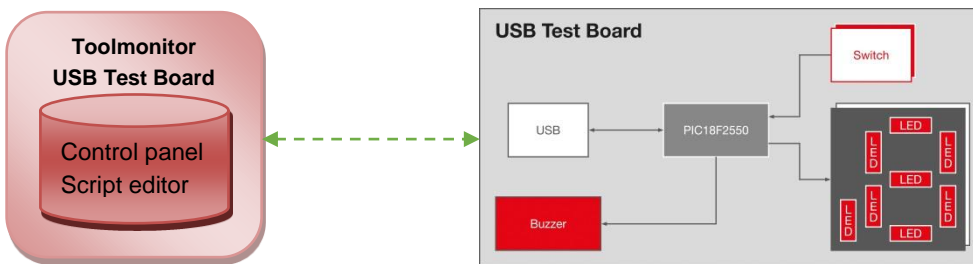 Toolmonitor
USB Test Board
Control panel
Script editor
USB Test Board
Switch
USB
PIC18F2550
Buzzer
LED
LED
LED
LED
LED
LED
LED
LED